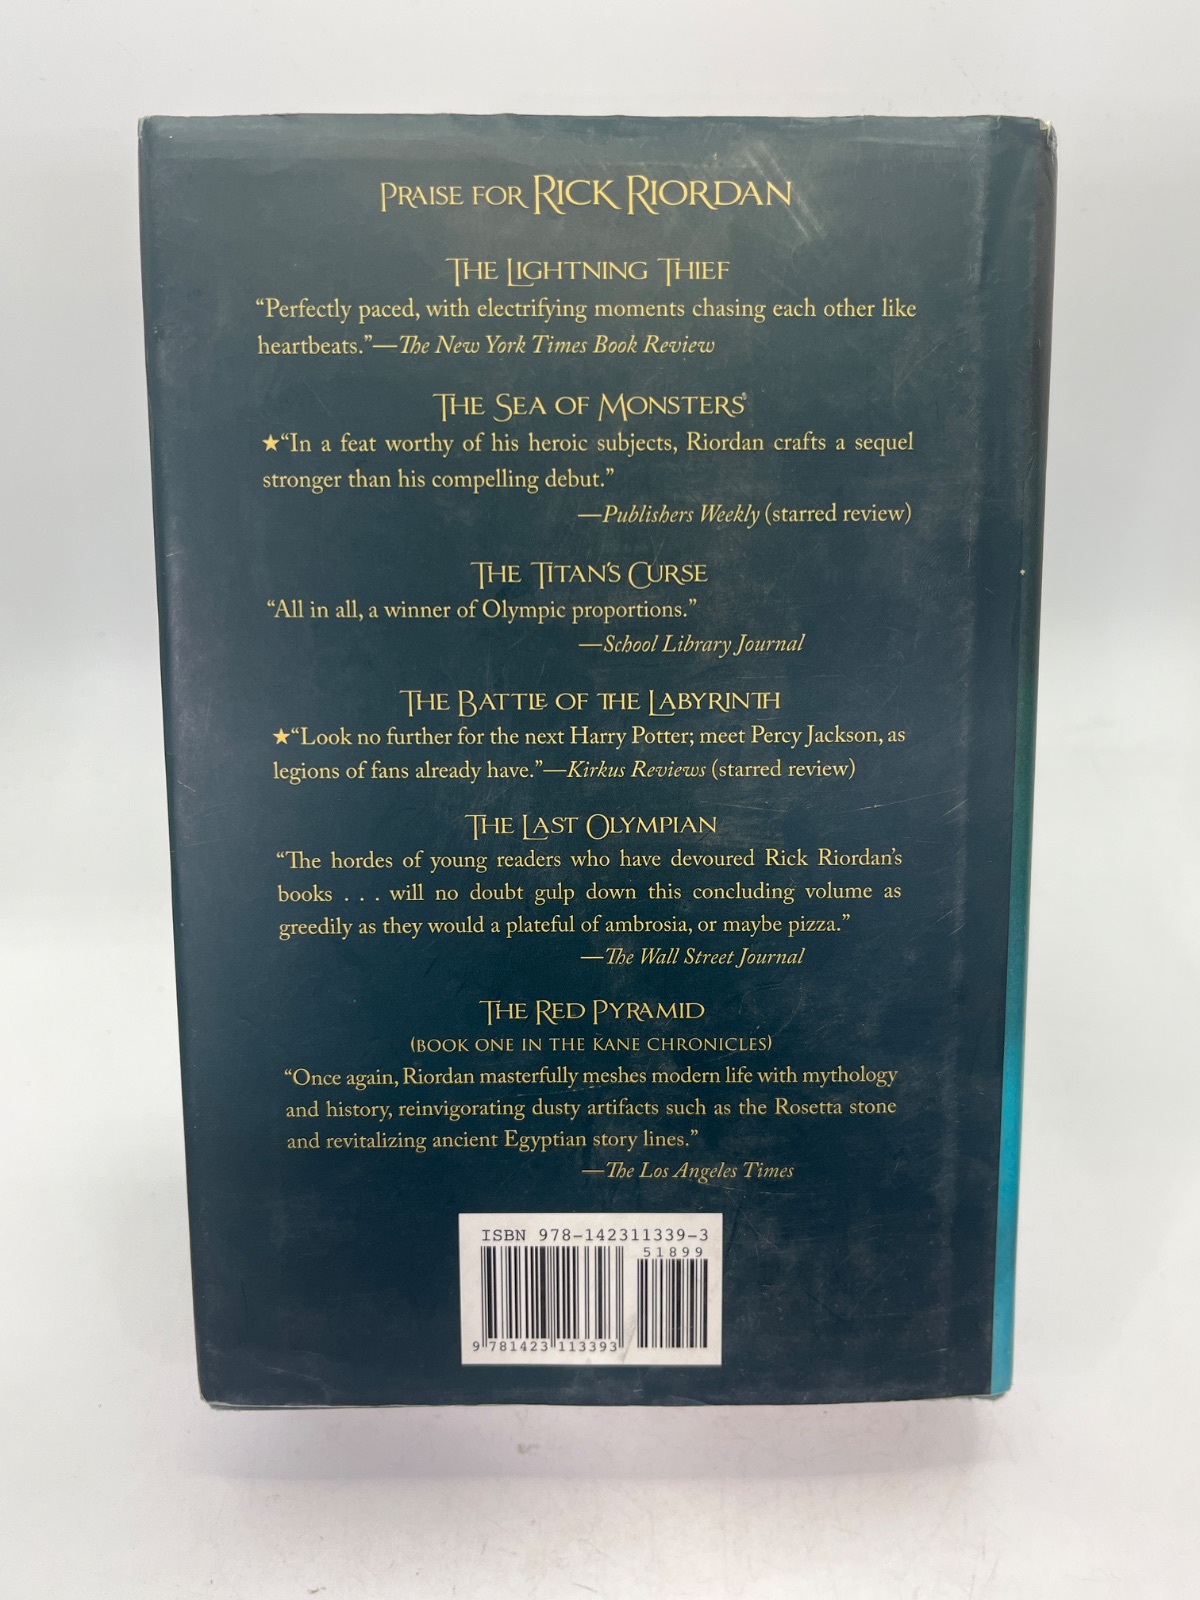 PRAISE FOR RICK RIORDAN
THE LIGHTNING THIEF
“Perfectly paced, with electrifying moments chasing each other like
heartbeats.”—The New York Times Book Review
THE SEA OF MONSTERS
★“In a feat worthy of his heroic subjects, Riordan crafts a sequel
stronger than his compelling debut.”
—Publishers Weekly (starred review)
THE TITAN'S CURSE
“All in all, a winner of Olympic proportions.”
—School Library Journal
THE BATTLE OF THE LABYRINTH
★“Look no further for the next Harry Potter; meet Percy Jackson, as
legions of fans already have.”—Kirkus Reviews (starred review)
THE LAST OLYMPIAN
“The hordes of young readers who have devoured Rick Riordan’s
books . . . will no doubt gulp down this concluding volume as
greedily as they would a plateful of ambrosia, or maybe pizza.”
—The Wall Street Journal
THE RED PYRAMID
(BOOK ONE IN THE KANE CHRONICLES)
“Once again, Riordan masterfully meshes modern life with mythology
and history, reinvigorating dusty artifacts such as the Rosetta stone
and revitalizing ancient Egyptian story lines.”
—The Los Angeles Times
ISBN 978-142311339-3
51899
9 781423 113393